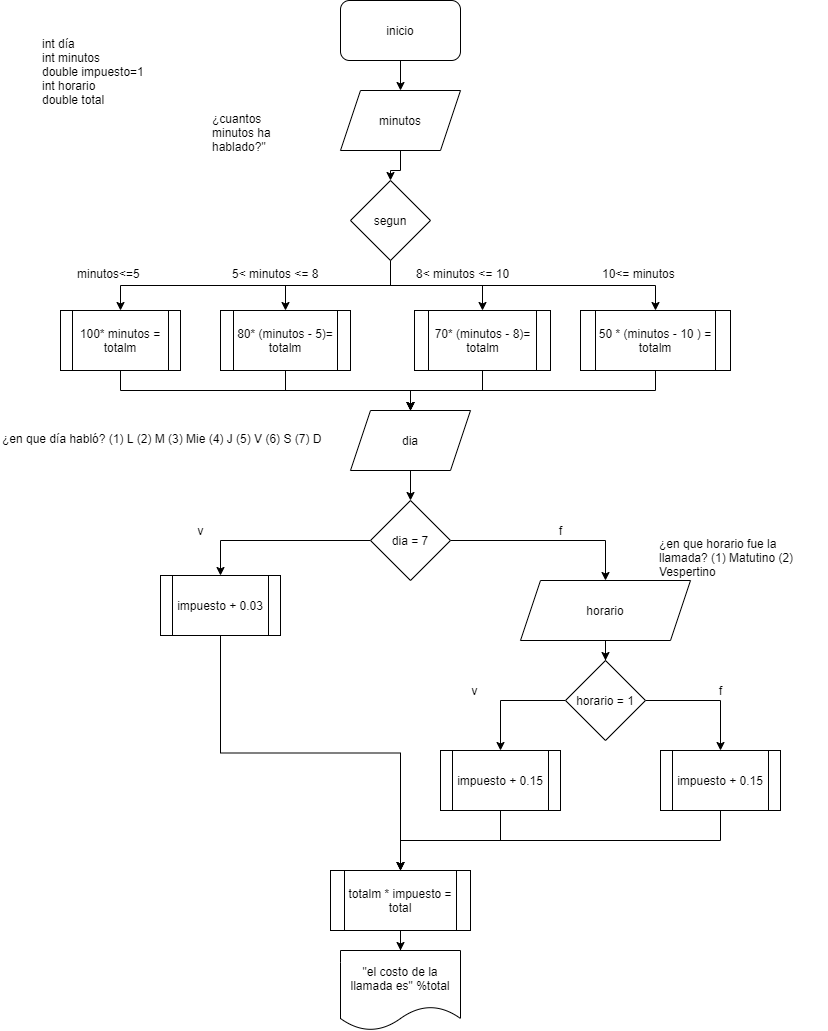 inicio
int día
int minutos
double impuesto=1
int horario
double total
¿cuantos
minutos ha
hablado?"
minutos
segun
minutos<=5
5< minutos <= 8
8< minutos <= 10
10<= minutos
100* minutos =
totalm
80* (minutos - 5)=
totalm
70* (minutos - 8)=
totalm
50 * (minutos - 10 ) =
totalm
¿en que día habló? (1) L (2) M (3) Mie (4) J (5) V (6) S (7) D
dia
dia = 7
v
f
impuesto + 0.03
¿en que horario fue la
llamada? (1) Matutino (2)
Vespertino
horario
horario = 1
v
f
impuesto + 0.15
impuesto + 0.15
totalm * impuesto =
total
"el costo de la
llamada es" %total